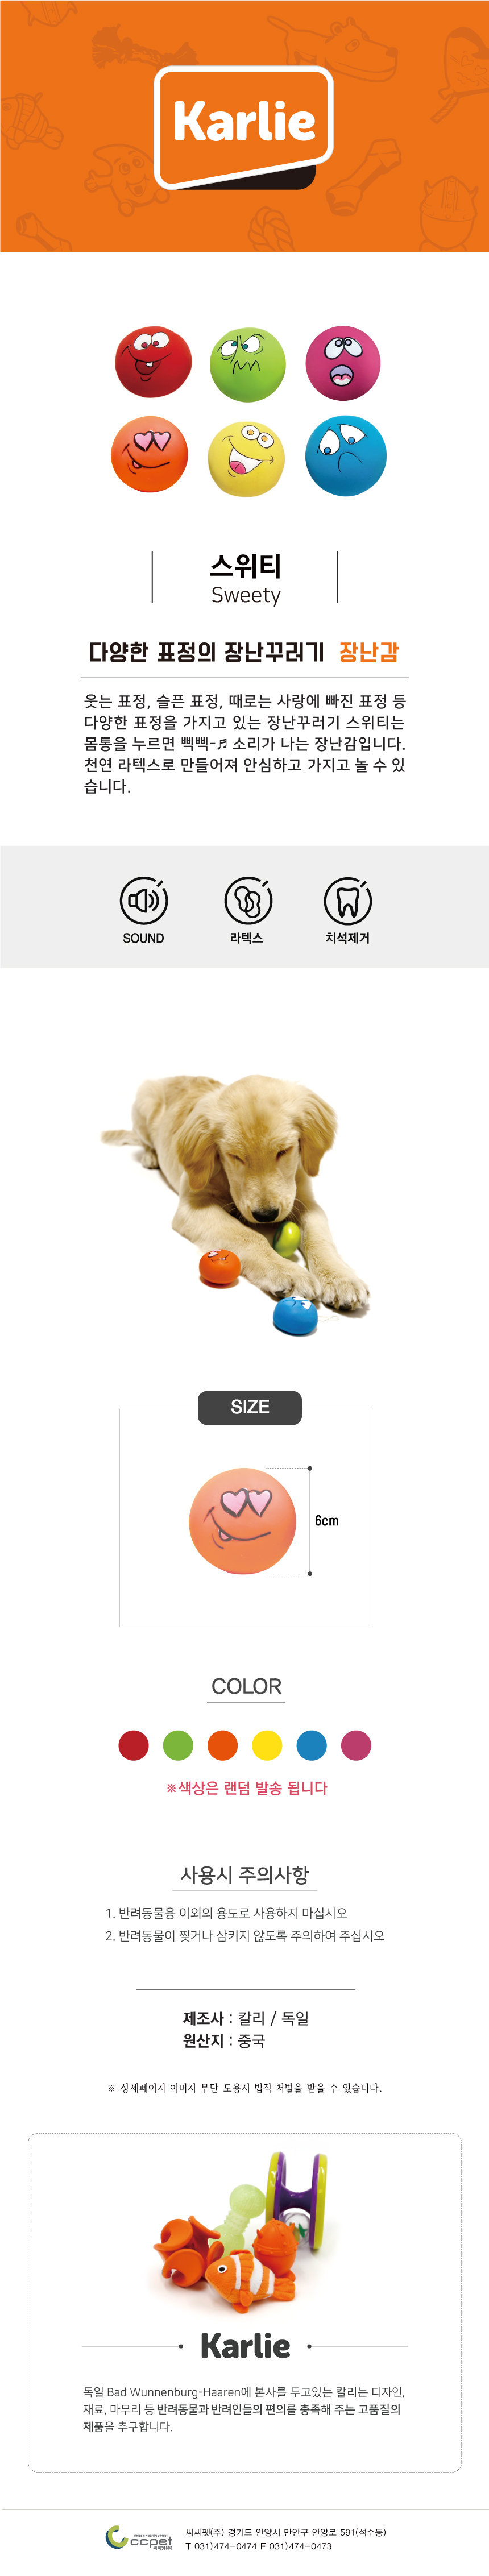 Karlie
스위티
Sweety
다양한 표정의 장난꾸러기 장난감
웃는 표정, 슬픈 표정, 때로는 사랑에 빠진 표정 등
다양한 표정을 가지고 있는 장난꾸러기 스위티는
몸통을 누르면 삑삑-♬ 소리가 나는 장난감입니다.
천연 라텍스로 만들어져 안심하고 가지고 놀 수 있
습니다.
SOUND 라텍스 치석제거
SIZE
6cm
COLOR
※색상은 랜덤 발송 됩니다
사용시 주의사항
1. 반려동물용 이외의 용도로 사용하지 마십시오
2. 반려동물이 찢거나 삼키지 않도록 주의하여 주십시오
제조사 : 칼리 / 독일
원산지 : 중국
※ 상세페이지 이미지 무단 도용시 법적 처벌을 받을 수 있습니다.
Karlie
독일 Bad Wunnenburg-Haaren에 본사를 두고있는 칼리는 디자인,
재료, 마무리 등 반려동물과 반려인들의 편의를 충족해 주는 고품질의
제품을 추구합니다.
ccpet
씨씨펫(주)
씨씨펫(주) 경기도 안양시 만안구 안양로 591(석수동)
T 031)474-0474 F 031)474-0473